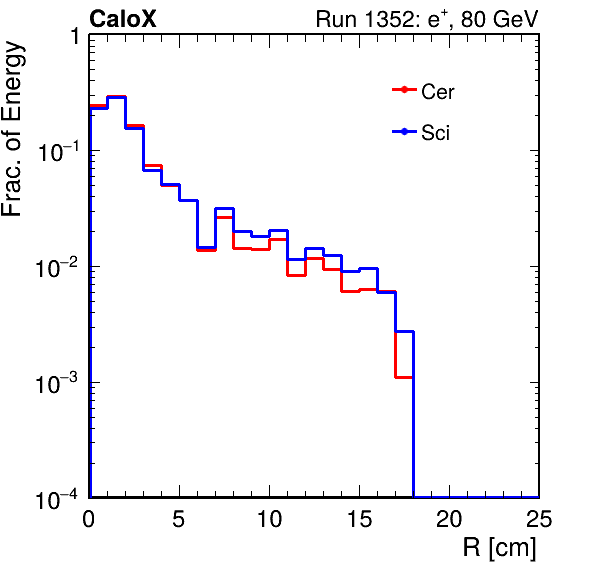 CaloX Run 1352: e⁺, 80 GeV
Frac. of Energy
1
10⁻¹
10⁻²
10⁻³
10⁻⁴
Cer
Sci
0 5 10 15 20 25
R [cm]